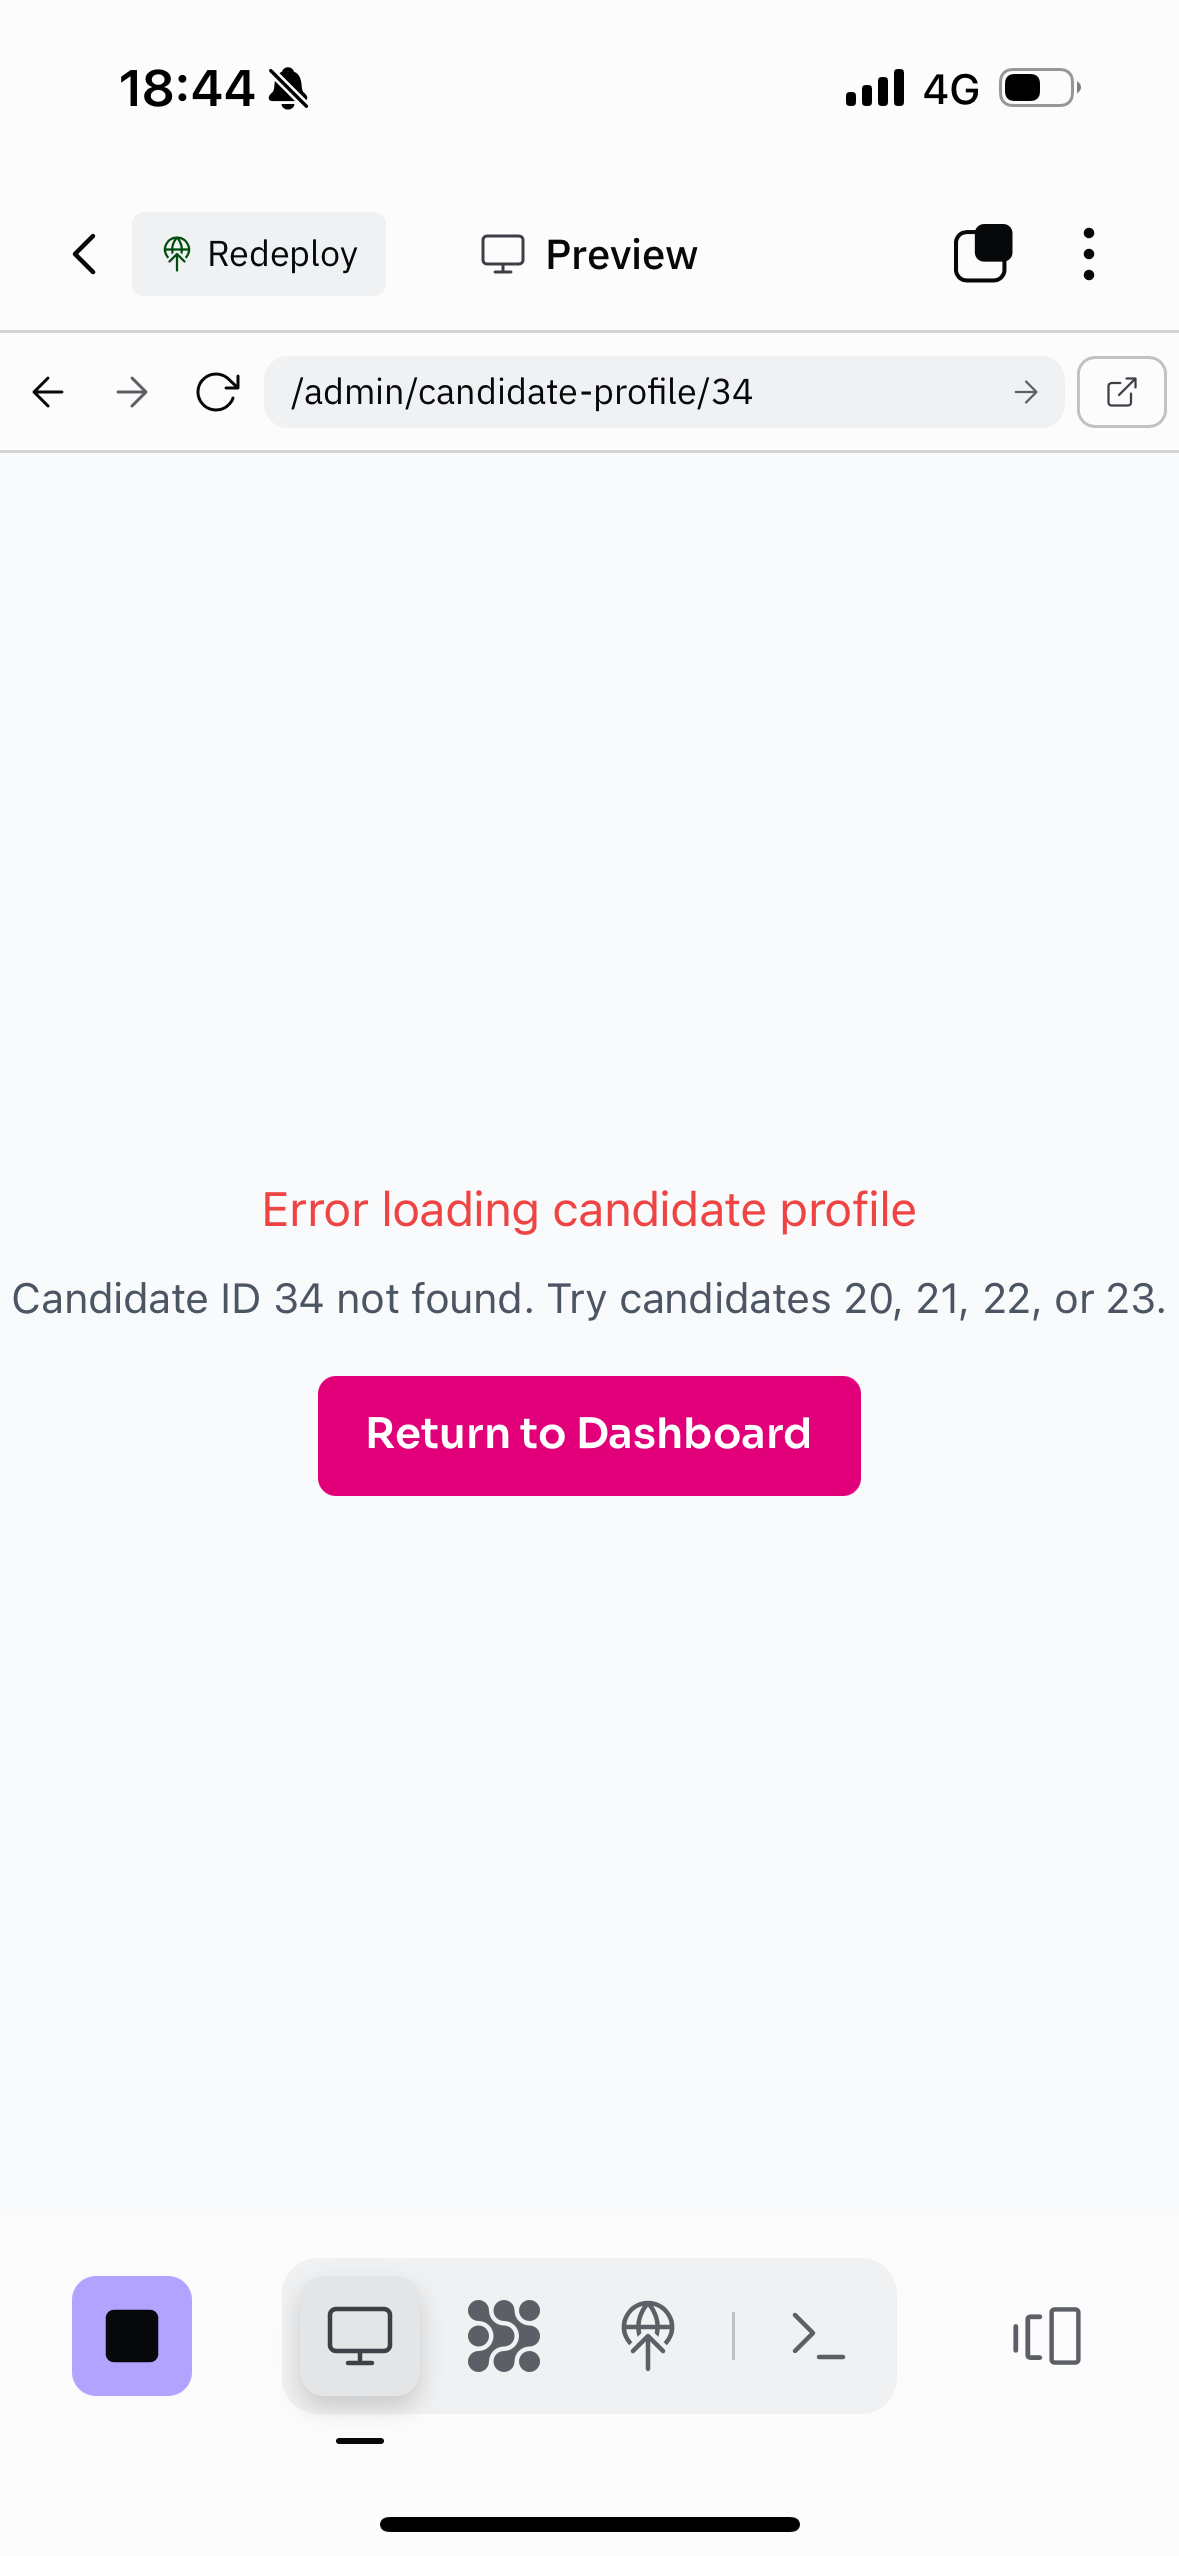 18:44
4G
Redeploy
Preview
/admin/candidate-profile/34
Error loading candidate profile
Candidate ID 34 not found. Try candidates 20, 21, 22, or 23.
Return to Dashboard